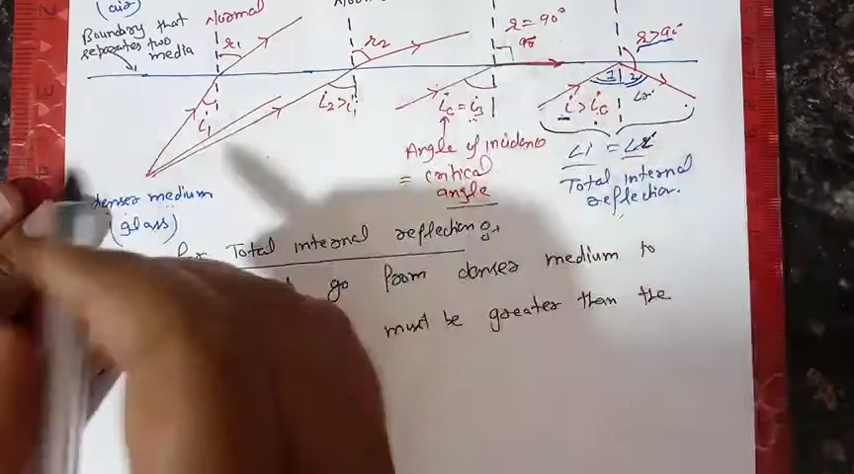 (air)
Normal
Boundary that
separates two
media
r1
r2
r = 90°
90
r > 90°
i1
i2 > i1
ic = i3
i > ic
1 2
Angle of incidence
= critical
angle
∠i = ∠r
Total internal
reflection.
denser medium
(glass)
for Total internal reflection:
go from denser medium to
must be greater than the